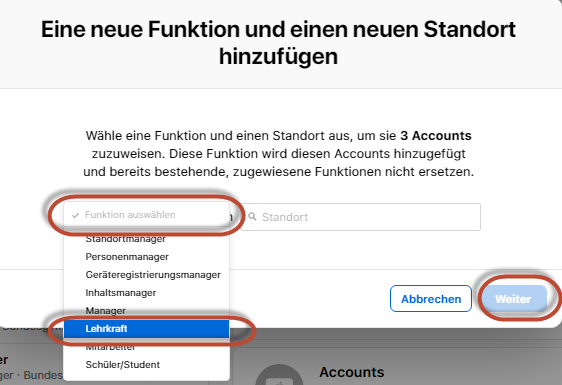 Eine neue Funktion und einen neuen Standort
hinzufügen
Wähle eine Funktion und einen Standort aus, um sie 3 Accounts
zuzuweisen. Diese Funktion wird diesen Accounts hinzugefügt
und bereits bestehende, zugewiesene Funktionen nicht ersetzen.
✓ Funktion auswählen
Standort
Standortmanager
Personenmanager
Geräteregistrierungsmanager
Inhaltsmanager
Manager
Lehrkraft
Mitarbeiter
Schüler/Student
Abbrechen
Weiter
ger · Bundes
Accounts